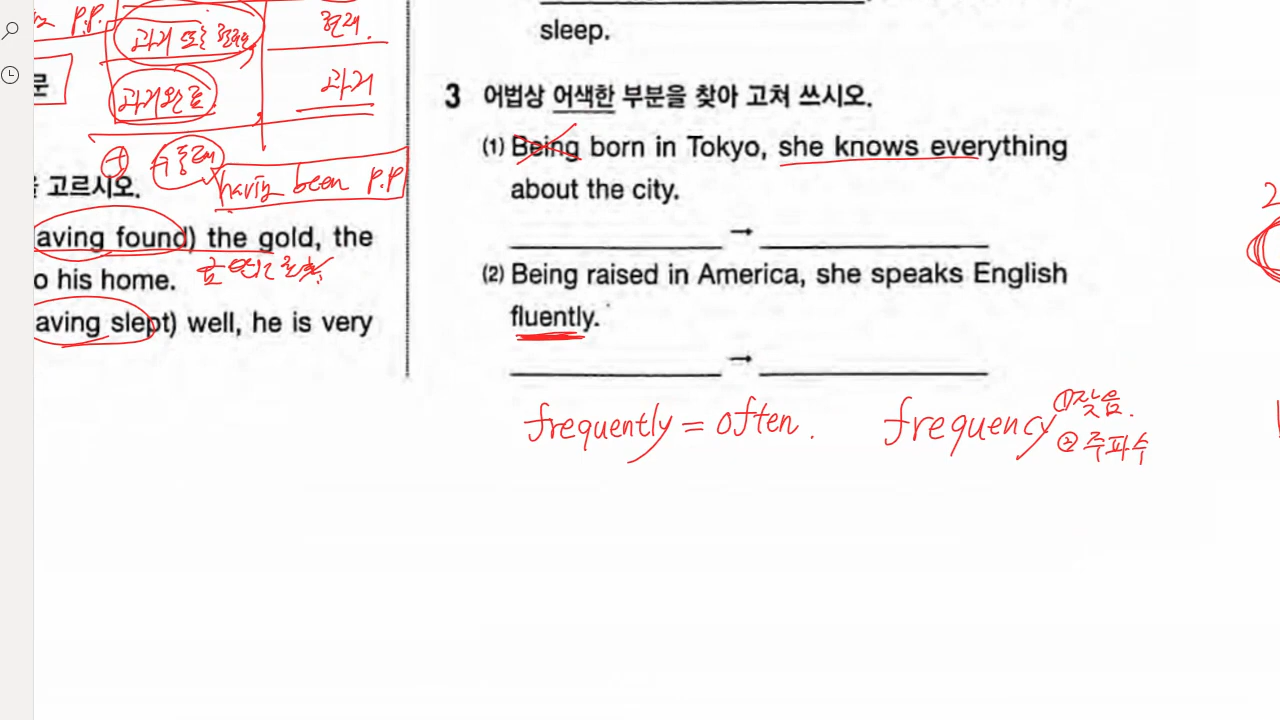 p.p.
과거 또는 현재완료
현재.
문
과거완료
과거
수동태
having been p.p
고르시오.
aving found) the gold, the
o his home.
aving slept) well, he is very
sleep.
3 어법상 어색한 부분을 찾아 고쳐 쓰시오.
(1) Being born in Tokyo, she knows everything
about the city.
→
(2) Being raised in America, she speaks English
fluently.
→
frequently = often.
frequency ① 잦음.
② 주파수
2